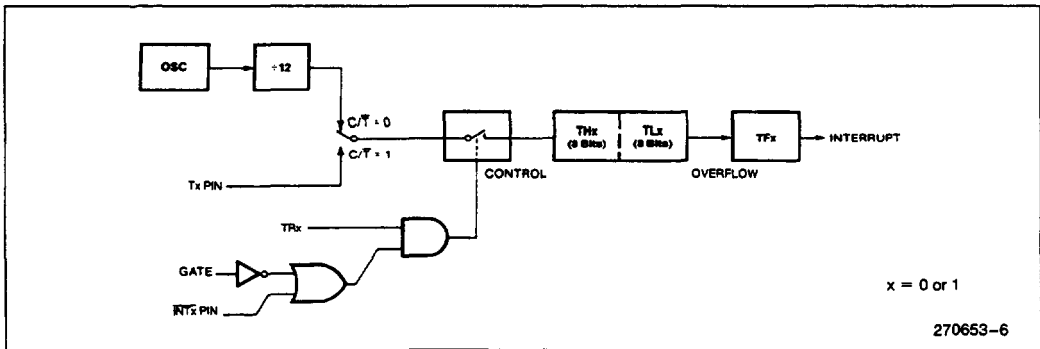 OSC
÷12
C/T̅ = 0
C/T̅ = 1
Tx PIN
CONTROL
THx
(8 Bits)
TLx
(8 Bits)
OVERFLOW
TFx
INTERRUPT
TRx
GATE
I̅N̅T̅x̅ PIN
x = 0 or 1
270653–6